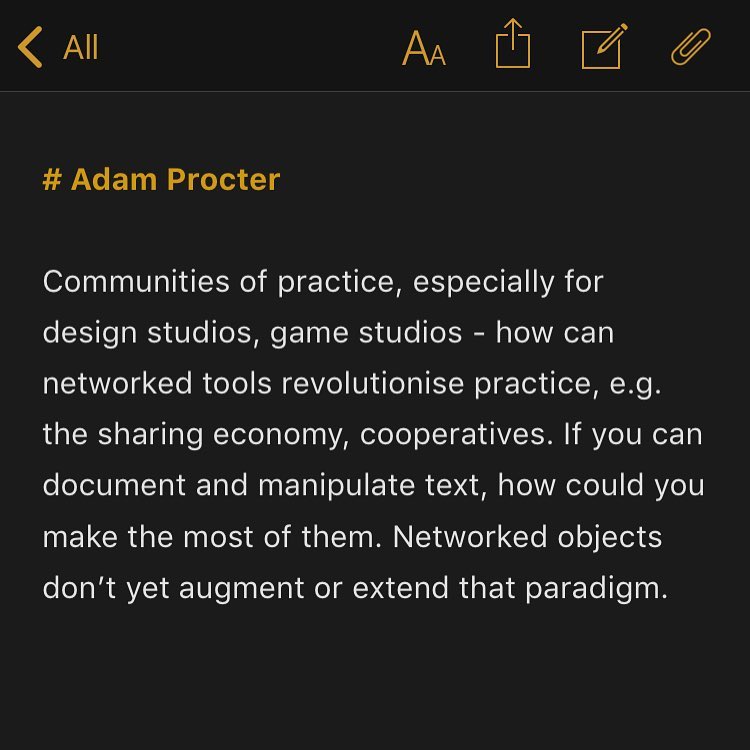 All
AA
# Adam Procter
Communities of practice, especially for
design studios, game studios - how can
networked tools revolutionise practice, e.g.
the sharing economy, cooperatives. If you can
document and manipulate text, how could you
make the most of them. Networked objects
don’t yet augment or extend that paradigm.